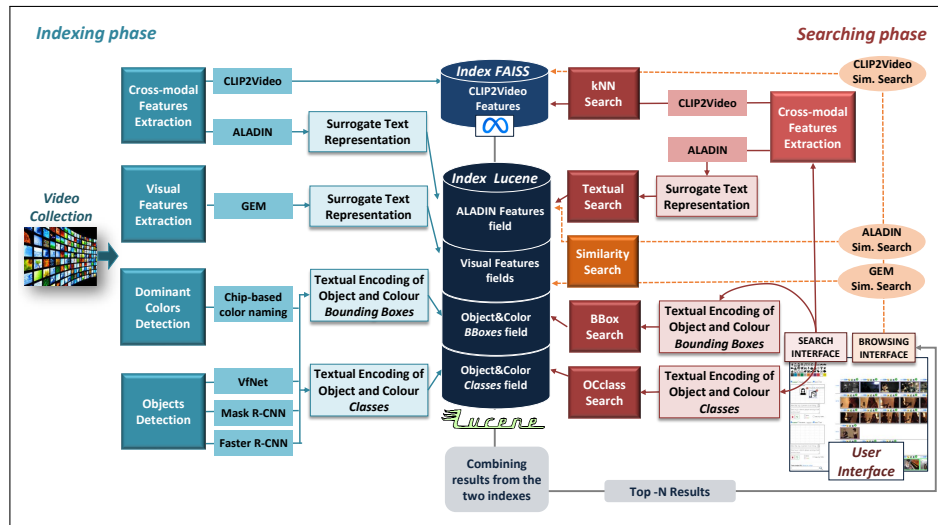 Indexing phase
Searching phase
Cross-modal
Features
Extraction
CLIP2Video
ALADIN
Surrogate Text
Representation
Visual
Features
Extraction
GEM
Surrogate Text
Representation
Video
Collection
Dominant
Colors
Detection
Chip-based
color naming
Textual Encoding of
Object and Colour
Bounding Boxes
Objects
Detection
VfNet
Mask R-CNN
Faster R-CNN
Textual Encoding of
Object and Colour
Classes
Index FAISS
CLIP2Video
Features
Index Lucene
ALADIN Features
field
Visual Features
fields
Object&Color
BBoxes field
Object&Color
Classes field
Lucene
Combining
results from the
two indexes
Top -N Results
kNN
Search
CLIP2Video
ALADIN
Cross-modal
Features
Extraction
CLIP2Video
Sim. Search
Textual
Search
Surrogate Text
Representation
Similarity
Search
ALADIN
Sim. Search
GEM
Sim. Search
BBox
Search
Textual Encoding of
Object and Colour
Bounding Boxes
OCclass
Search
Textual Encoding of
Object and Colour
Classes
SEARCH
INTERFACE
BROWSING
INTERFACE
User
Interface